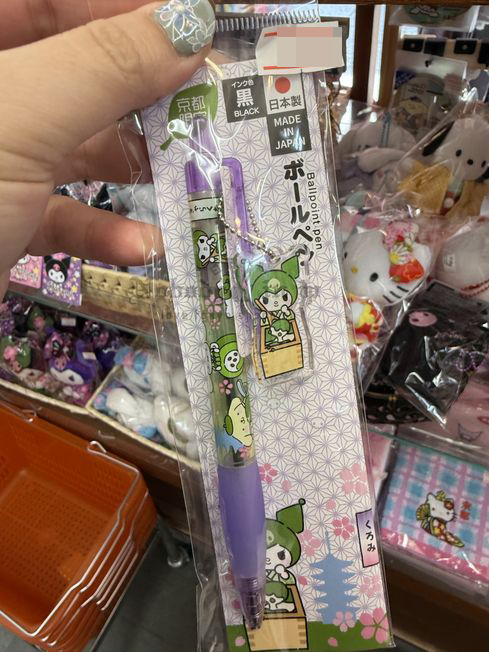 京都
限定
インク色
黒
BLACK
日本製
MADE
IN
JAPAN
ボールペン
Ballpoint pen
くろみ